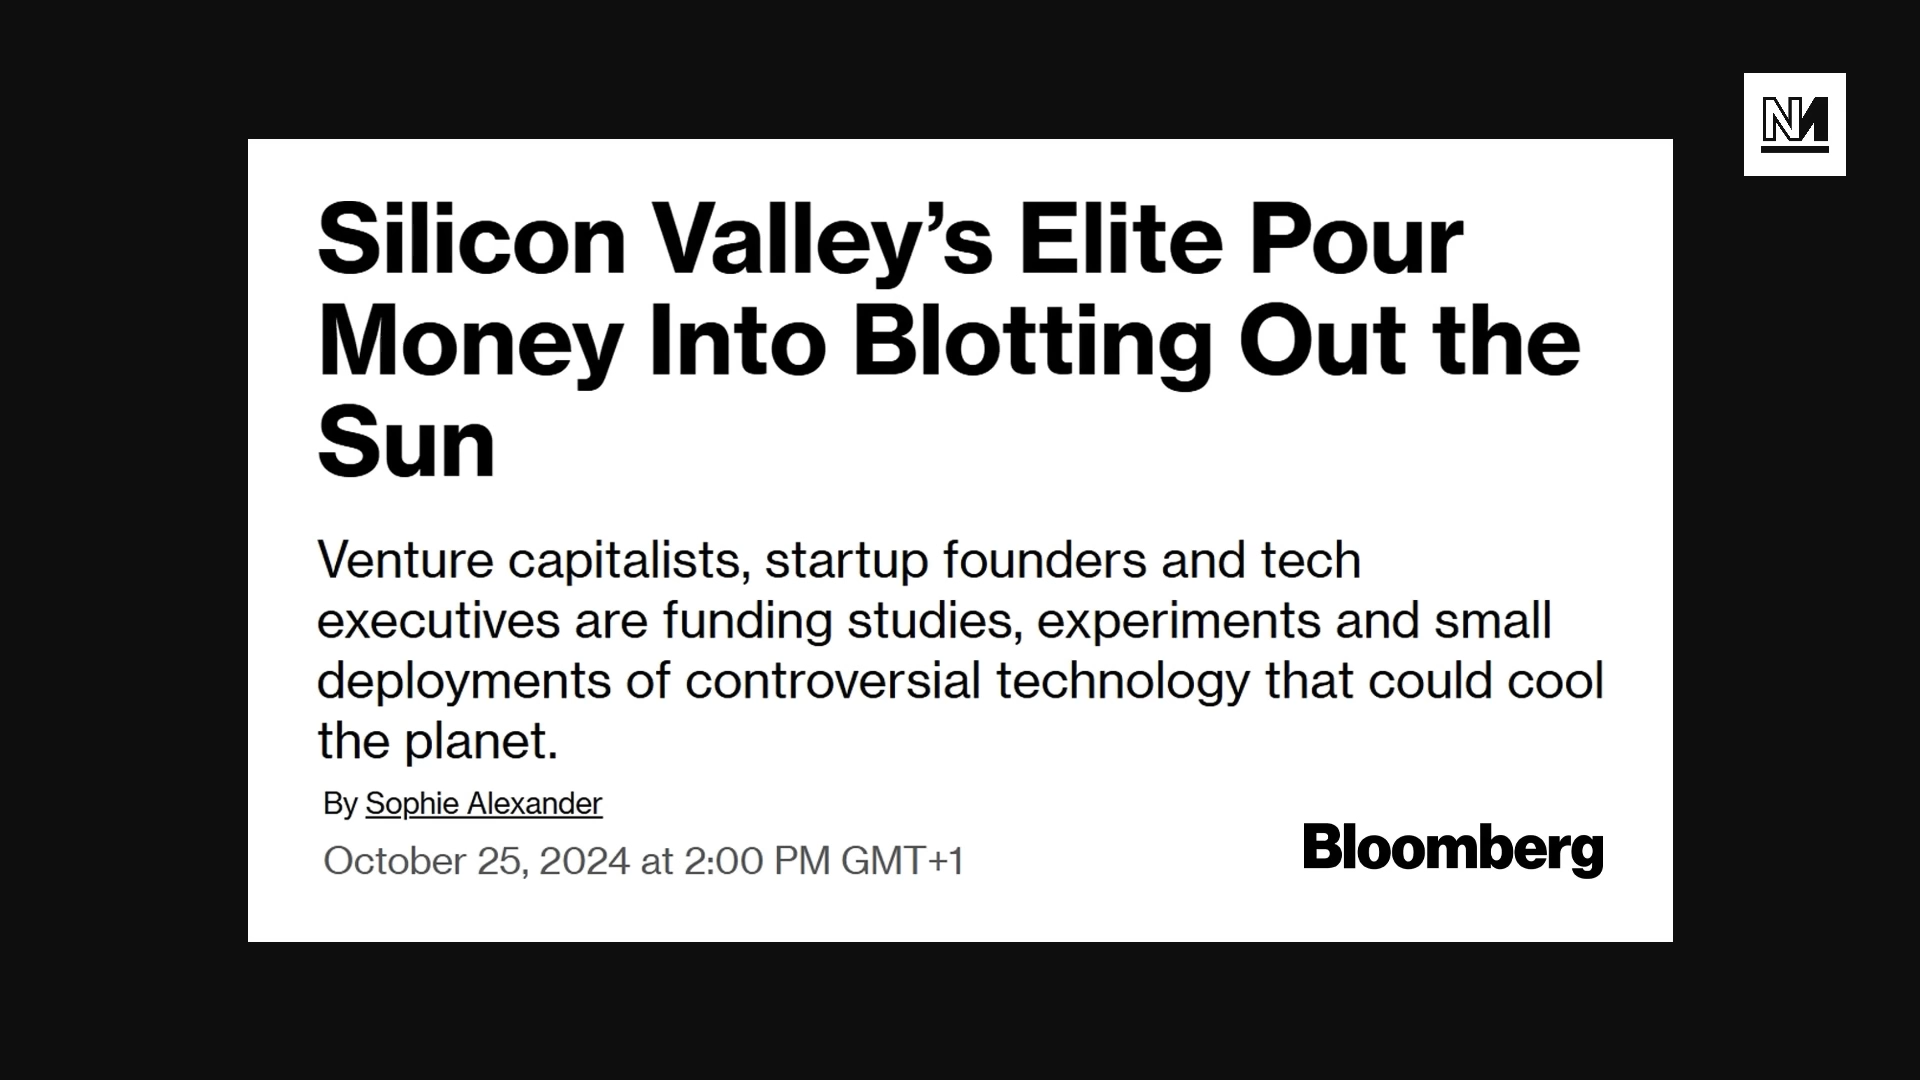 Silicon Valley’s Elite Pour
Money Into Blotting Out the
Sun
Venture capitalists, startup founders and tech
executives are funding studies, experiments and small
deployments of controversial technology that could cool
the planet.
By Sophie Alexander
October 25, 2024 at 2:00 PM GMT+1
Bloomberg
NM